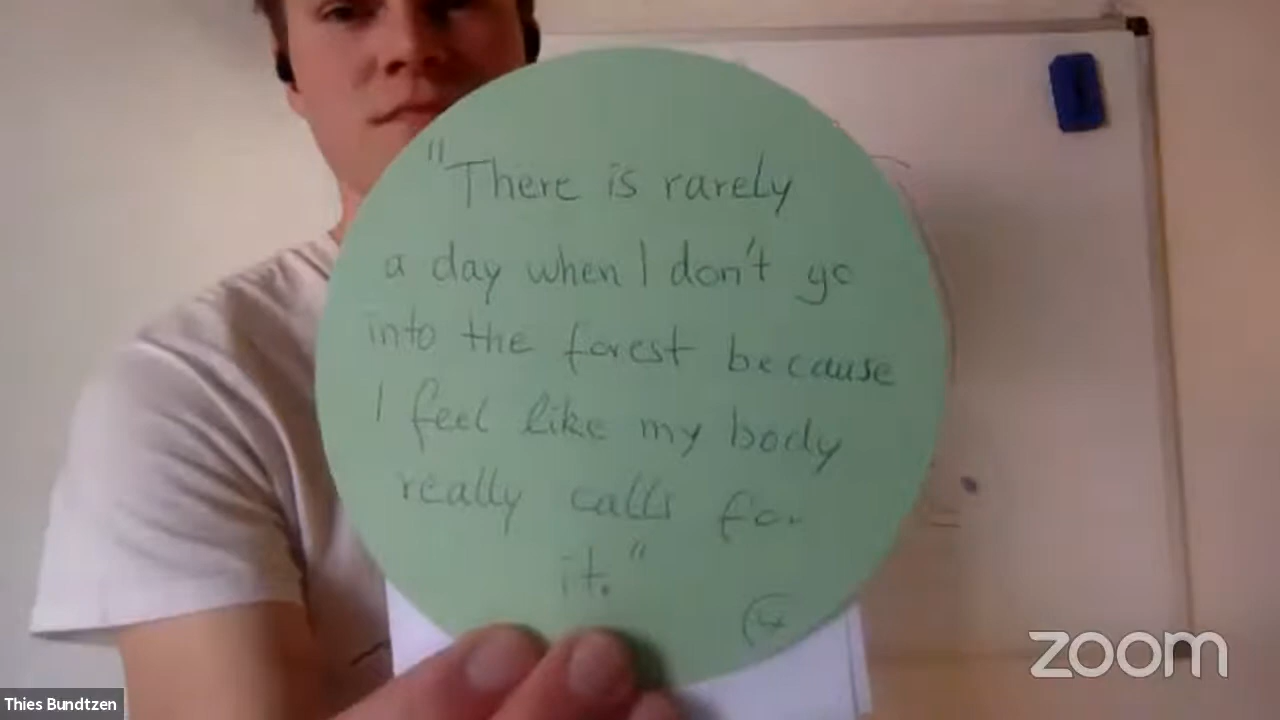 "There is rarely
a day when I don't go
into the forest because
I feel like my body
really calls for
it."
4
zoom
Thies Bundtzen